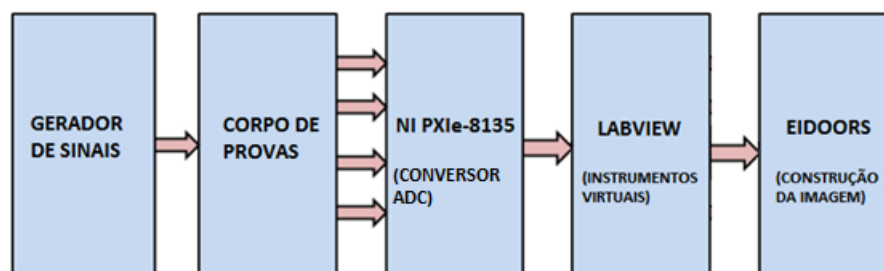 GERADOR
DE SINAIS
CORPO DE
PROVAS
NI PXIe-8135
(CONVERSOR
ADC)
LABVIEW
(INSTRUMENTOS
VIRTUAIS)
EIDOORS
(CONSTRUÇÃO
DA IMAGEM)